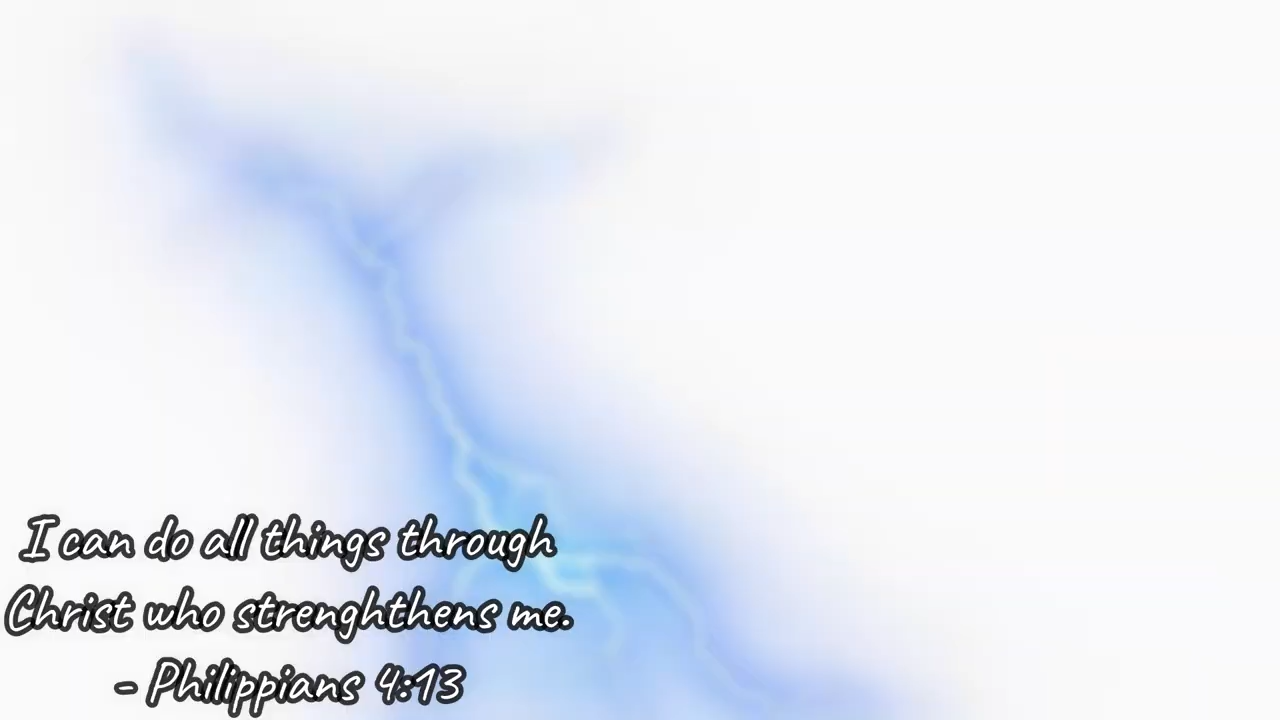 I can do all things through
Christ who strenghthens me.
- Philippians 4:13